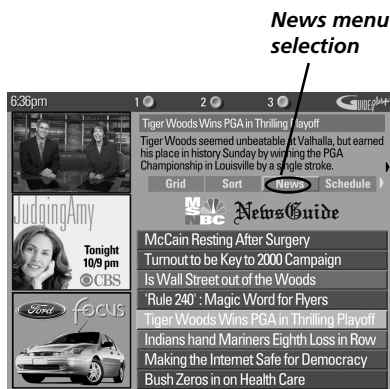 News menu
selection
6:36pm
1
2
3
GUIDE plus+
Tiger Woods Wins PGA in Thrilling Playoff
Tiger Woods seemed unbeatable at Valhalla, but earned
his place in history Sunday by winning the PGA
Championship in Louisville by a single stroke.
Grid Sort News Schedule
MSNBC NewsGuide
JudgingAmy
Tonight
10/9 pm
CBS
Ford focus
McCain Resting After Surgery
Turnout to be Key to 2000 Campaign
Is Wall Street out of the Woods
'Rule 240' : Magic Word for Flyers
Tiger Woods Wins PGA in Thrilling Playoff
Indians hand Mariners Eighth Loss in Row
Making the Internet Safe for Democracy
Bush Zeros in on Health Care